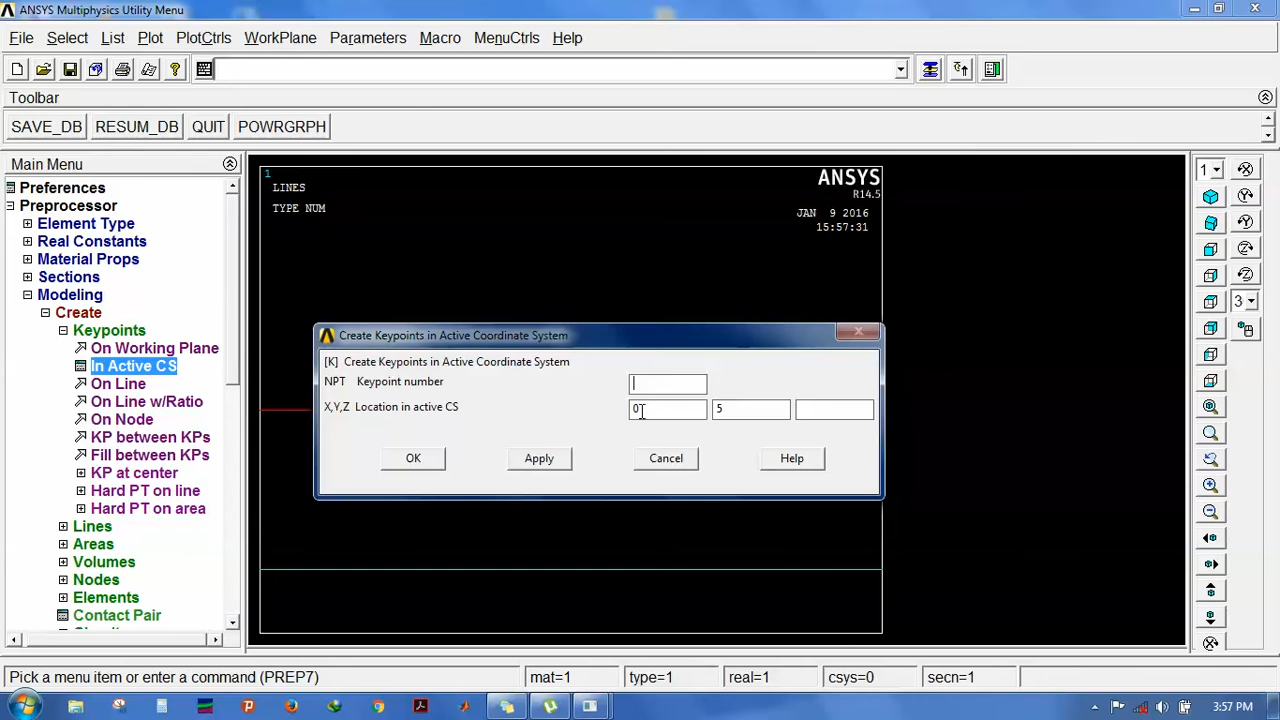 ANSYS Multiphysics Utility Menu
File Select List Plot PlotCtrls WorkPlane Parameters Macro MenuCtrls Help
Toolbar
SAVE_DB RESUM_DB QUIT POWRGRPH
Main Menu
Preferences
Preprocessor
Element Type
Real Constants
Material Props
Sections
Modeling
Create
Keypoints
On Working Plane
In Active CS
On Line
On Line w/Ratio
On Node
KP between KPs
Fill between KPs
KP at center
Hard PT on line
Hard PT on area
Lines
Areas
Volumes
Nodes
Elements
Contact Pair
1
LINES
TYPE NUM
ANSYS
R14.5
JAN 9 2016
15:57:31
Create Keypoints in Active Coordinate System
[K] Create Keypoints in Active Coordinate System
NPT Keypoint number
X,Y,Z Location in active CS 0 5
OK Apply Cancel Help
1
3
Pick a menu item or enter a command (PREP7) mat=1 type=1 real=1 csys=0 secn=1
3:57 PM